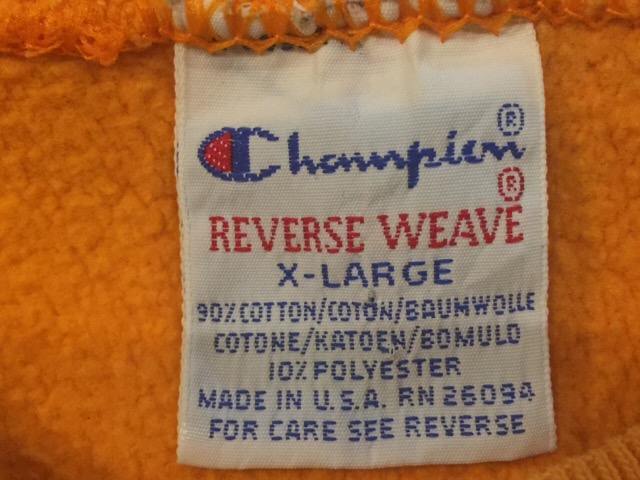 Champion®
REVERSE WEAVE®
X-LARGE
90% COTTON/COTON/BAUMWOLLE
COTONE/KATOEN/BOMULD
10% POLYESTER
MADE IN U.S.A. RN 26094
FOR CARE SEE REVERSE